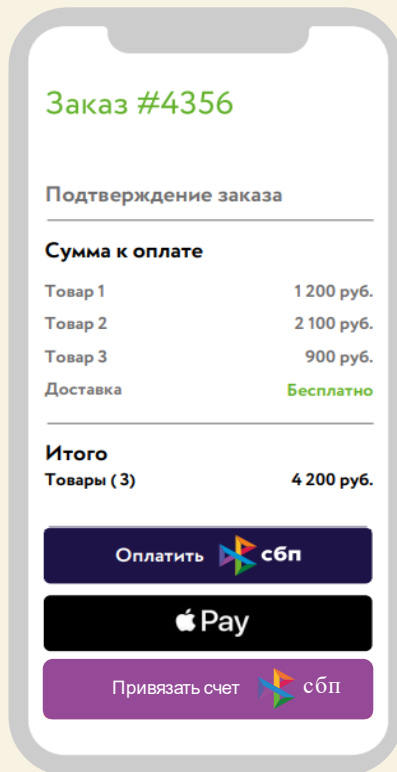 Заказ #4356
Подтверждение заказа
Сумма к оплате
Товар 1 1 200 руб.
Товар 2 2 100 руб.
Товар 3 900 руб.
Доставка Бесплатно
Итого
Товары ( 3) 4 200 руб.
Оплатить сбп
Pay
Привязать счет сбп